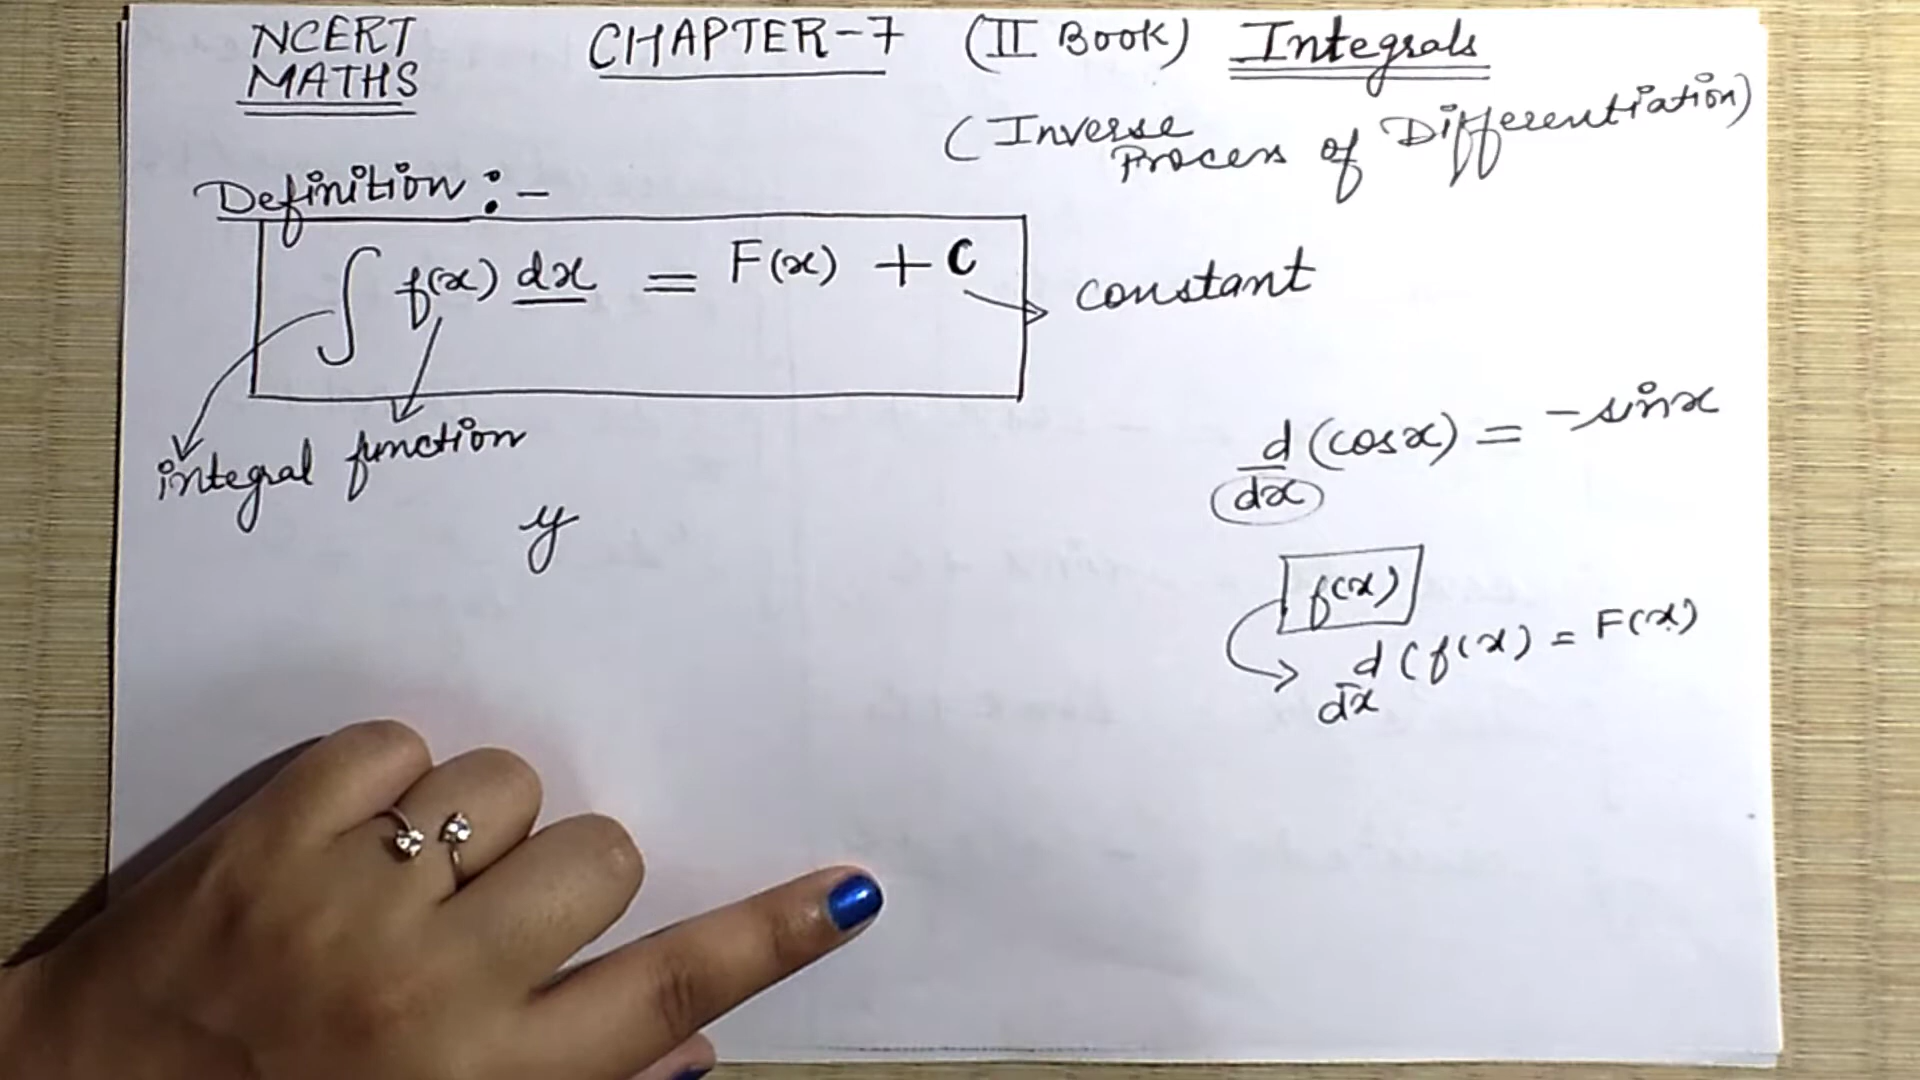 NCERT MATHS CHAPTER-7 (II Book) Integrals
(Inverse Process of Differentiation)
Definition :-
∫ f(x) dx = F(x) + C → constant
integral function
y
d/dx (cosx) = -sinx
f(x)
d/dx (f(x) = F(x)